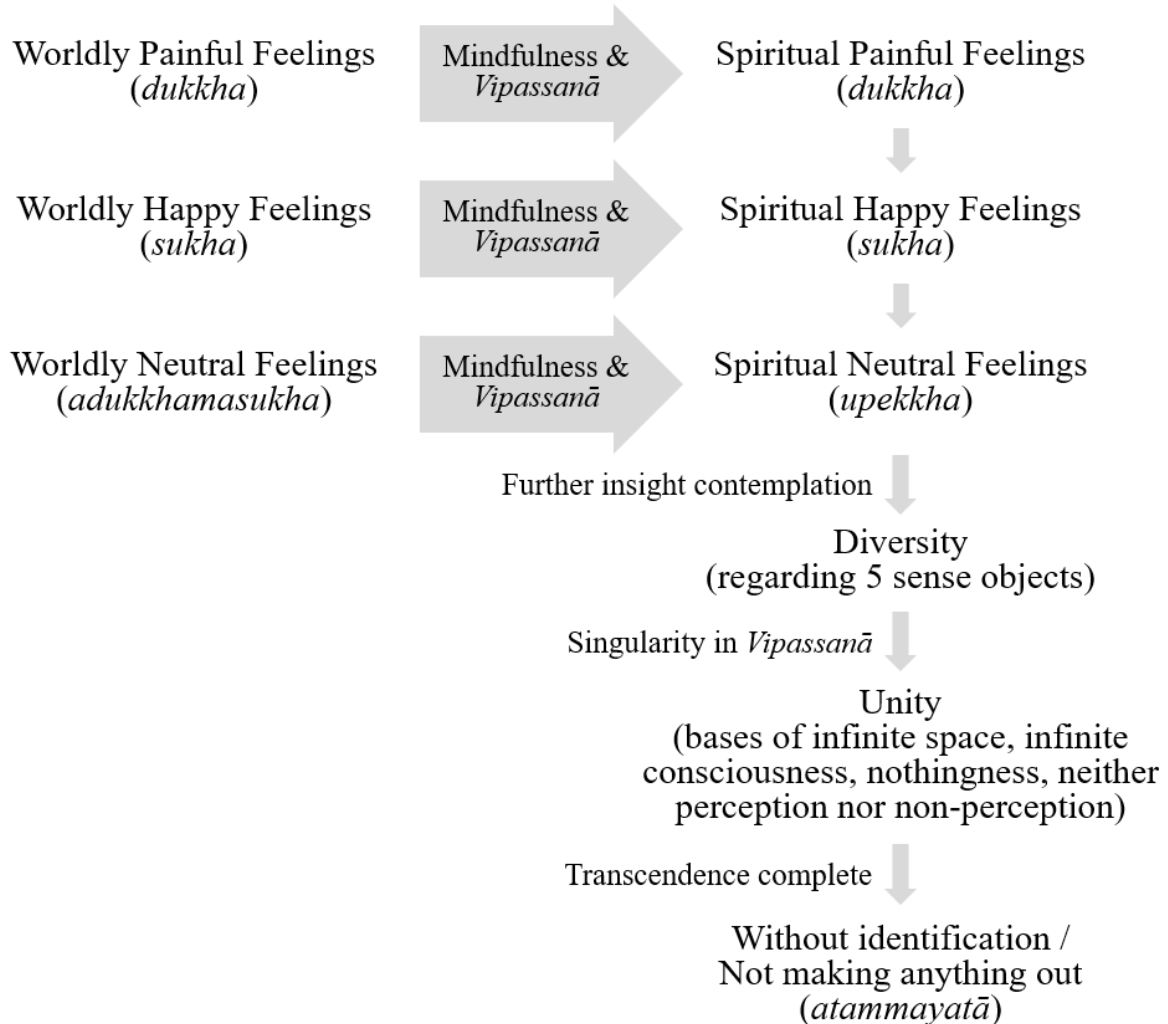 Worldly Painful Feelings
(dukkha)
Mindfulness &
Vipassanā
Spiritual Painful Feelings
(dukkha)
Worldly Happy Feelings
(sukha)
Mindfulness &
Vipassanā
Spiritual Happy Feelings
(sukha)
Worldly Neutral Feelings
(adukkhamasukha)
Mindfulness &
Vipassanā
Spiritual Neutral Feelings
(upekkha)
Further insight contemplation
Diversity
(regarding 5 sense objects)
Singularity in Vipassanā
Unity
(bases of infinite space, infinite
consciousness, nothingness, neither
perception nor non-perception)
Transcendence complete
Without identification /
Not making anything out
(atammayatā)